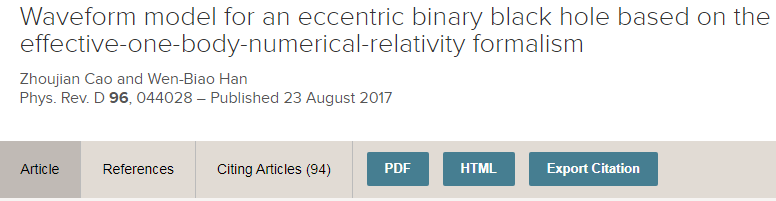 Waveform model for an eccentric binary black hole based on the
effective-one-body-numerical-relativity formalism
Zhoujian Cao and Wen-Biao Han
Phys. Rev. D 96, 044028 – Published 23 August 2017
Article References Citing Articles (94) PDF HTML Export Citation